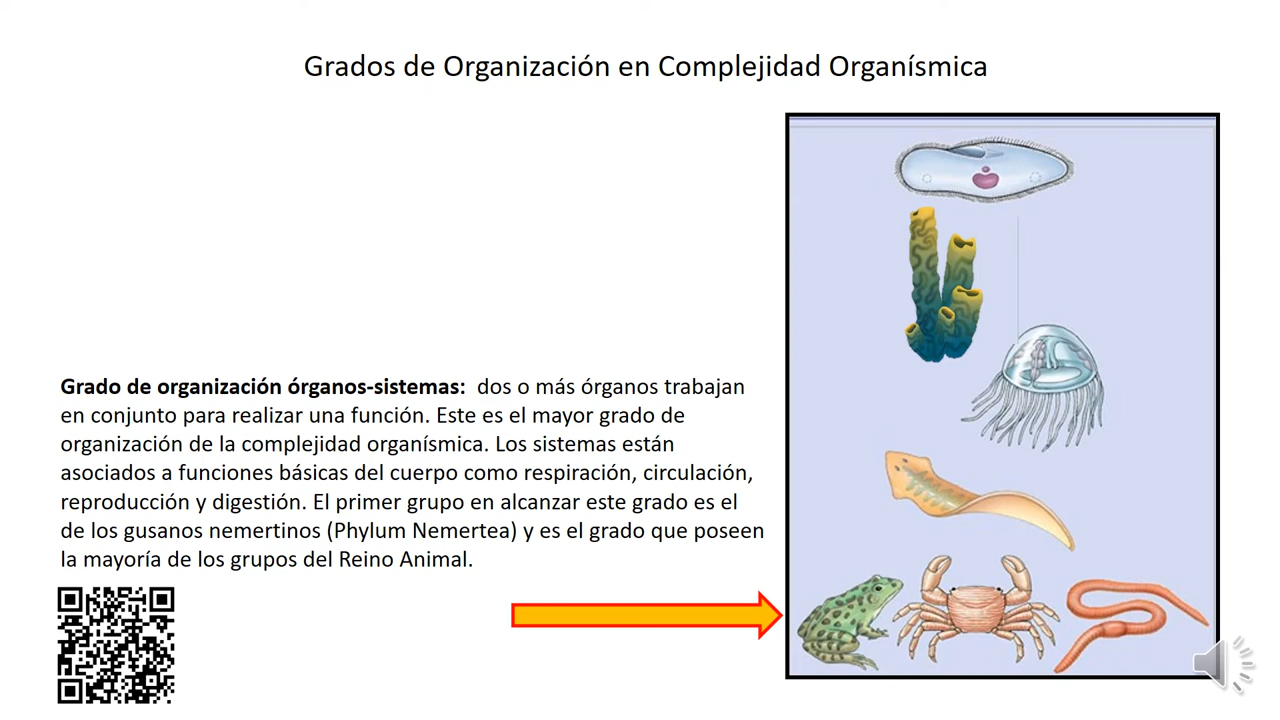 Grados de Organización en Complejidad Organísmica
Grado de organización órganos-sistemas: dos o más órganos trabajan
en conjunto para realizar una función. Este es el mayor grado de
organización de la complejidad organísmica. Los sistemas están
asociados a funciones básicas del cuerpo como respiración, circulación,
reproducción y digestión. El primer grupo en alcanzar este grado es el
de los gusanos nemertinos (Phylum Nemertea) y es el grado que poseen
la mayoría de los grupos del Reino Animal.